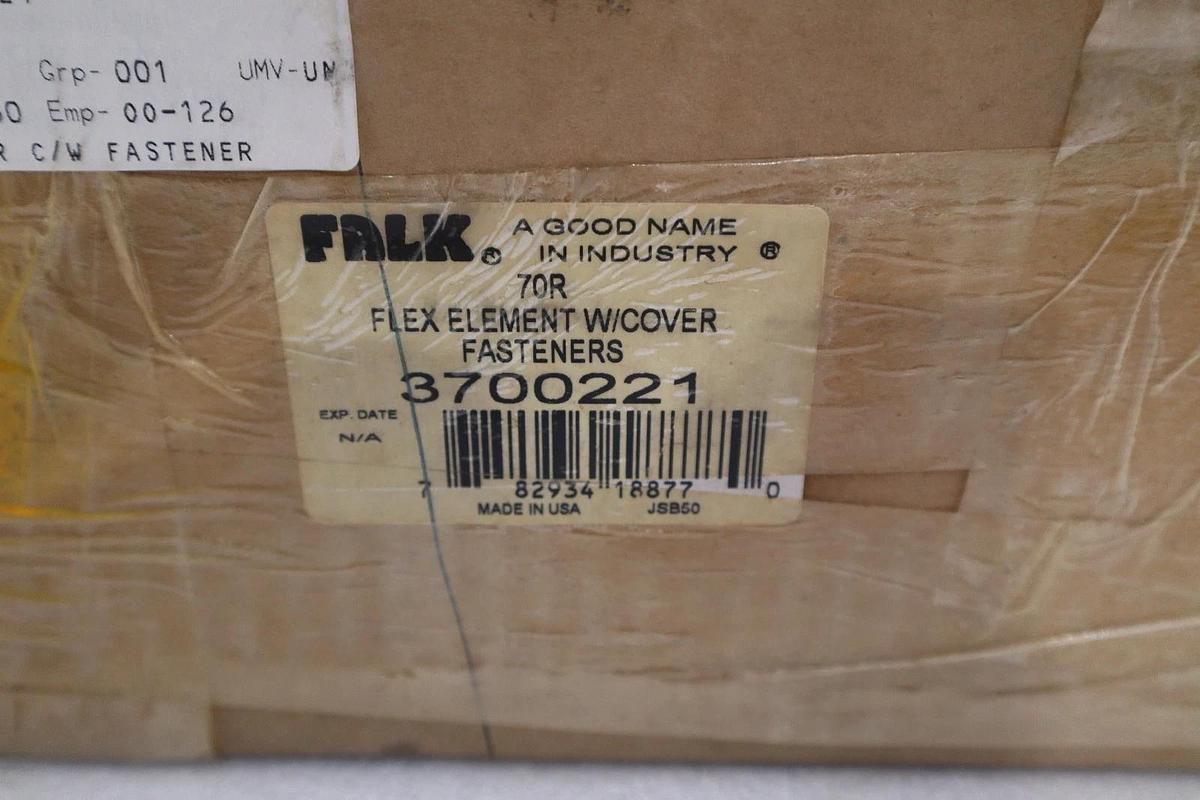 Grp- 001 UMV-UN
Emp- 00-126
R C/W FASTENER
FALK® A GOOD NAME
IN INDUSTRY ®
70R
FLEX ELEMENT W/COVER
FASTENERS
3700221
EXP. DATE
N/A
7 82934 18877 0
MADE IN USA JSB50